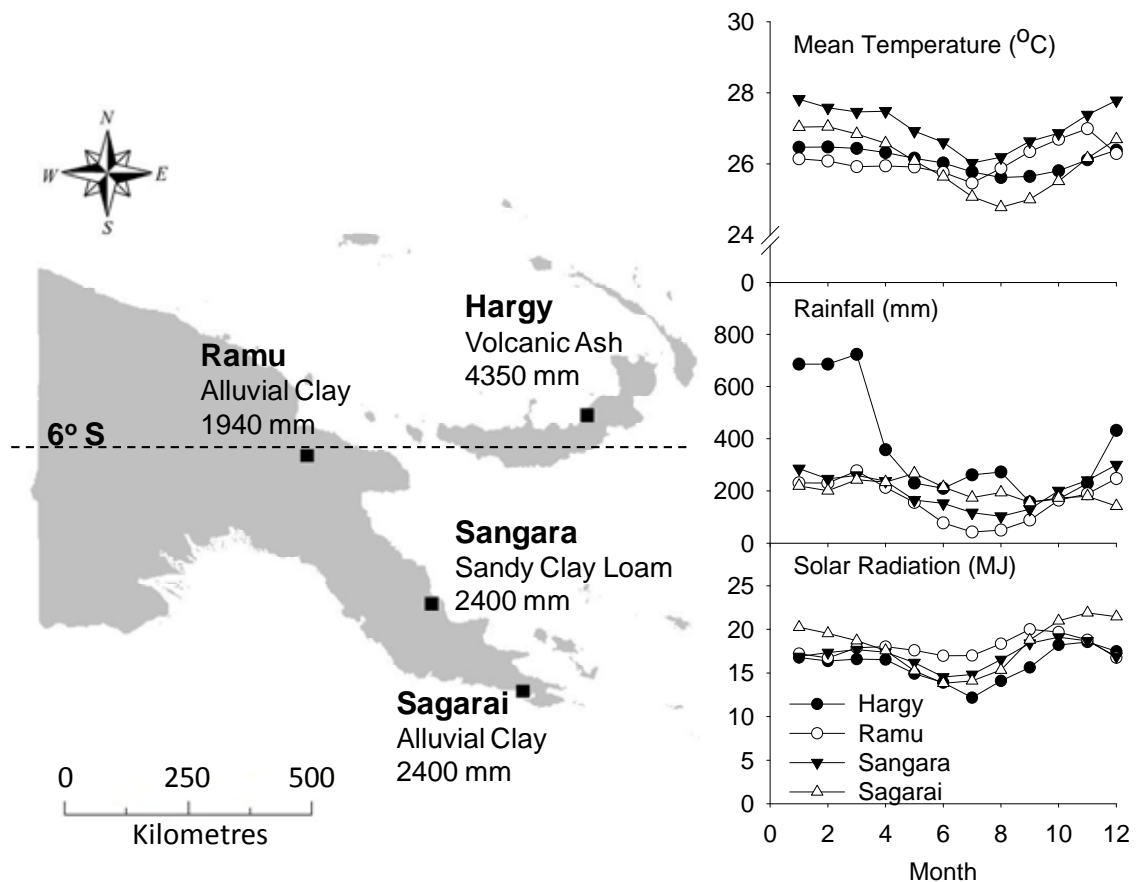 N
W
E
S
Hargy
Volcanic Ash
4350 mm
Ramu
Alluvial Clay
1940 mm
6º S
Sangara
Sandy Clay Loam
2400 mm
Sagarai
Alluvial Clay
2400 mm
0 250 500
Kilometres
Mean Temperature (ºC)
30
28
26
24
0
Rainfall (mm)
800
600
400
200
0
Solar Radiation (MJ)
25
20
15
10
5
0
Hargy
Ramu
Sangara
Sagarai
0 2 4 6 8 10 12
Month